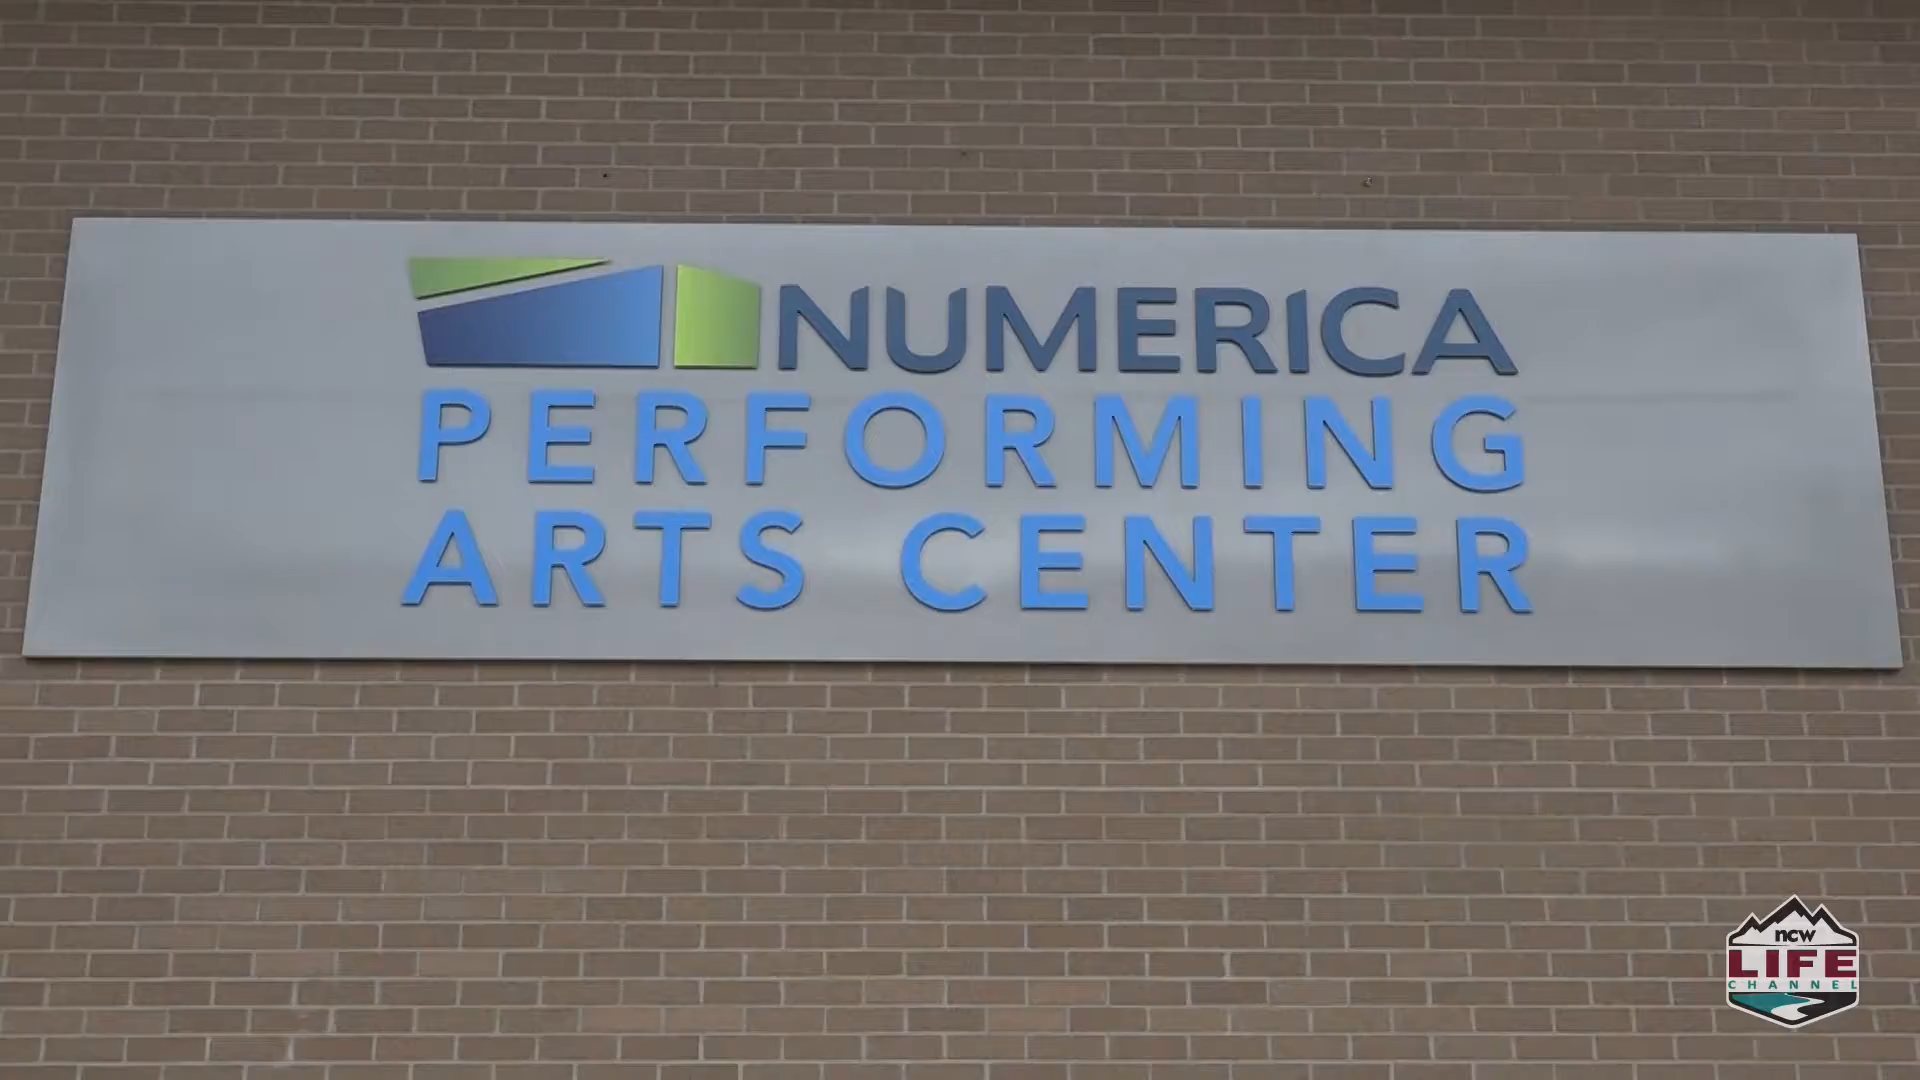 NUMERICA
PERFORMING
ARTS CENTER
ncw
LIFE
CHANNEL